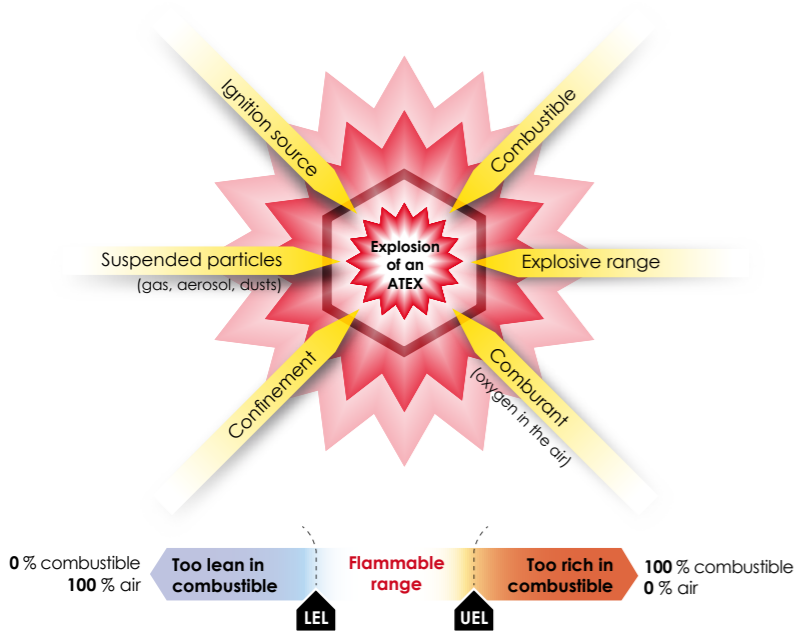 Ignition source
Combustible
Suspended particles
(gas, aerosol, dusts)
Explosion
of an
ATEX
Explosive range
Confinement
Comburant
(oxygen in the air)
0 % combustible
100 % air
Too lean in
combustible
Flammable
range
Too rich in
combustible
100 % combustible
0 % air
LEL
UEL